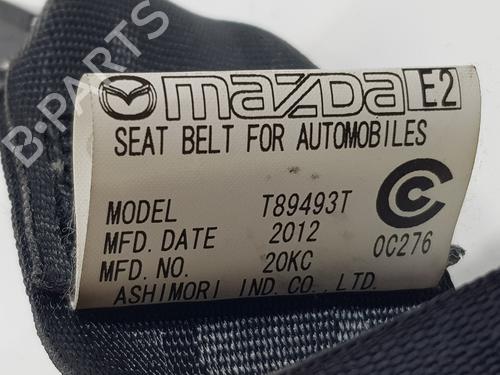 mazda E2
SEAT BELT FOR AUTOMOBILES
MODEL T89493T
MFD. DATE 2012 0C276
MFD. NO. 20KC
ASHIMORI IND. CO., LTD.
B-PARTS